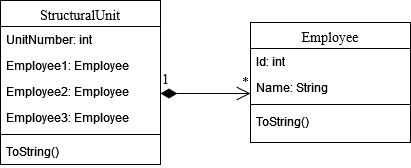 StructuralUnit
UnitNumber: int
Employee1: Employee
Employee2: Employee
Employee3: Employee
ToString()
1
*
Employee
Id: int
Name: String
ToString()